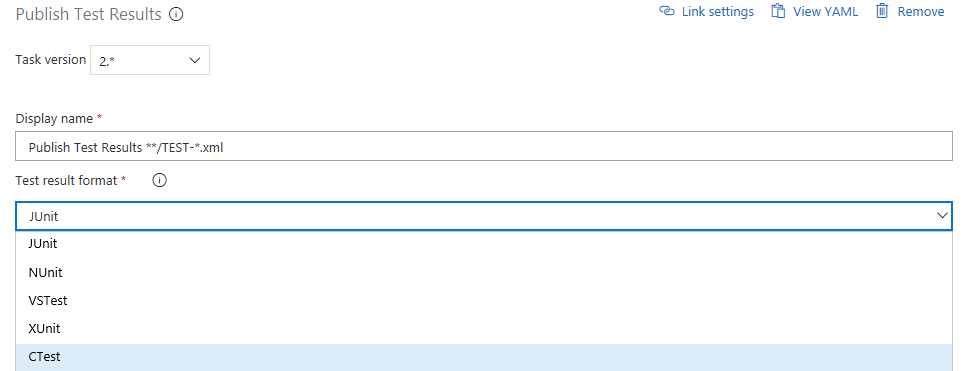 Publish Test Results
Link settings
View YAML
Remove
Task version 2.*
Display name *
Publish Test Results **/TEST-*.xml
Test result format *
JUnit
JUnit
NUnit
VSTest
XUnit
CTest